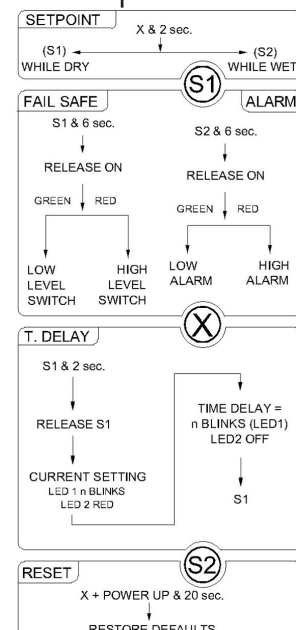 SETPOINT
X & 2 sec.
(S1) (S2)
WHILE DRY WHILE WET
S1
FAIL SAFE ALARM
S1 & 6 sec. S2 & 6 sec.
RELEASE ON RELEASE ON
GREEN RED GREEN RED
LOW LEVEL SWITCH
HIGH LEVEL SWITCH
LOW ALARM
HIGH ALARM
X
T. DELAY
S1 & 2 sec.
RELEASE S1
CURRENT SETTING
LED 1 n BLINKS
LED 2 RED
TIME DELAY =
n BLINKS (LED1)
LED2 OFF
S1
S2
RESET
X + POWER UP & 20 sec.
RESTORE DEFAULTS